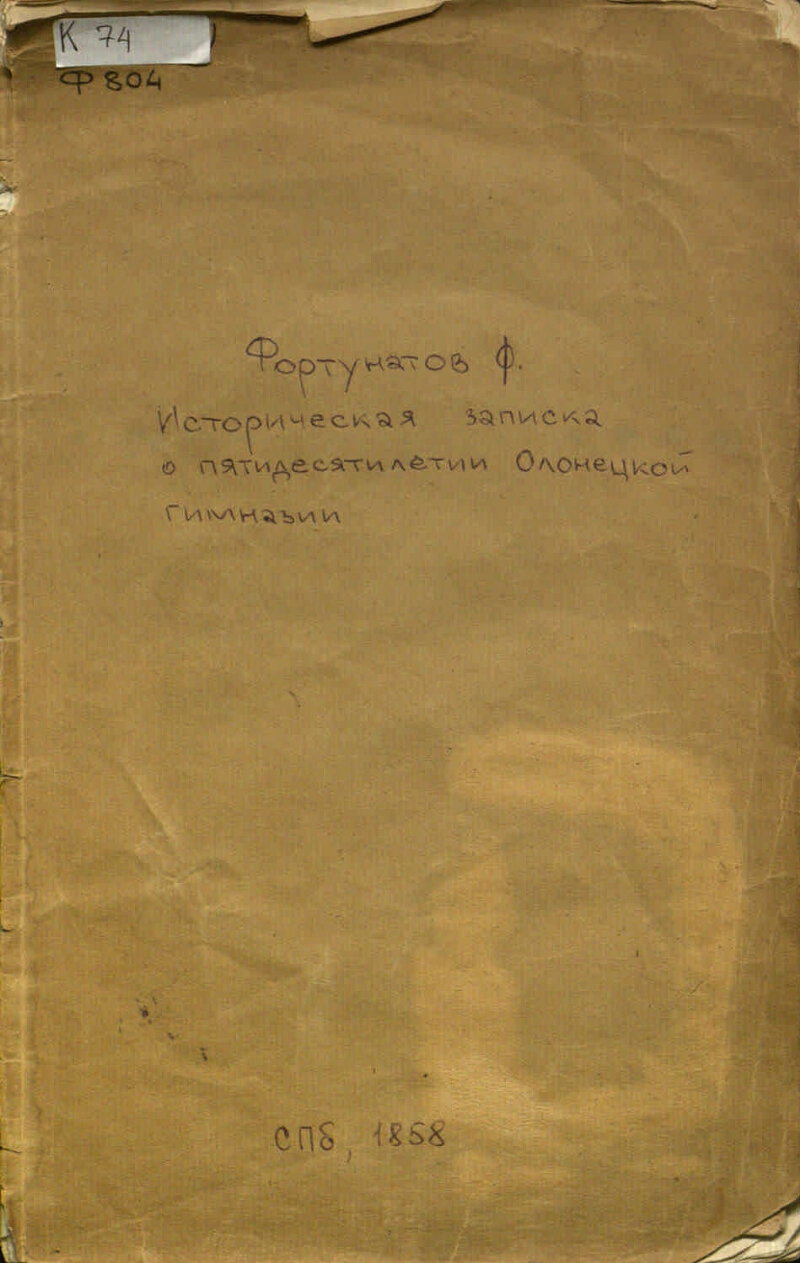 К 74
Ф 804
Фортунатов Ф.
Историческая записка
о пятидесятилетии Олонецкой
Гимназии
СПБ, 1858